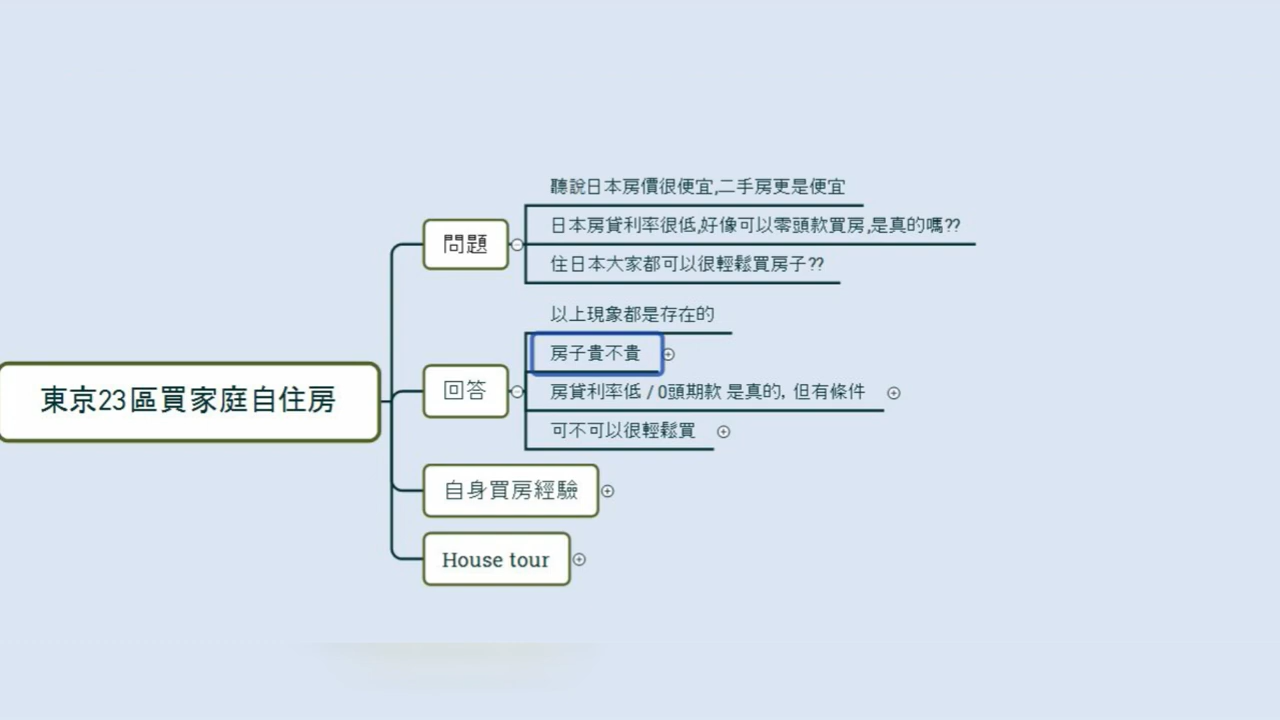 東京23區買家庭自住房
問題
聽說日本房價很便宜,二手房更是便宜
日本房貸利率很低,好像可以零頭款買房,是真的嗎??
住日本大家都可以很輕鬆買房子??
回答
以上現象都是存在的
房子貴不貴
房貸利率低 / 0頭期款 是真的, 但有條件
可不可以很輕鬆買
自身買房經驗
House tour